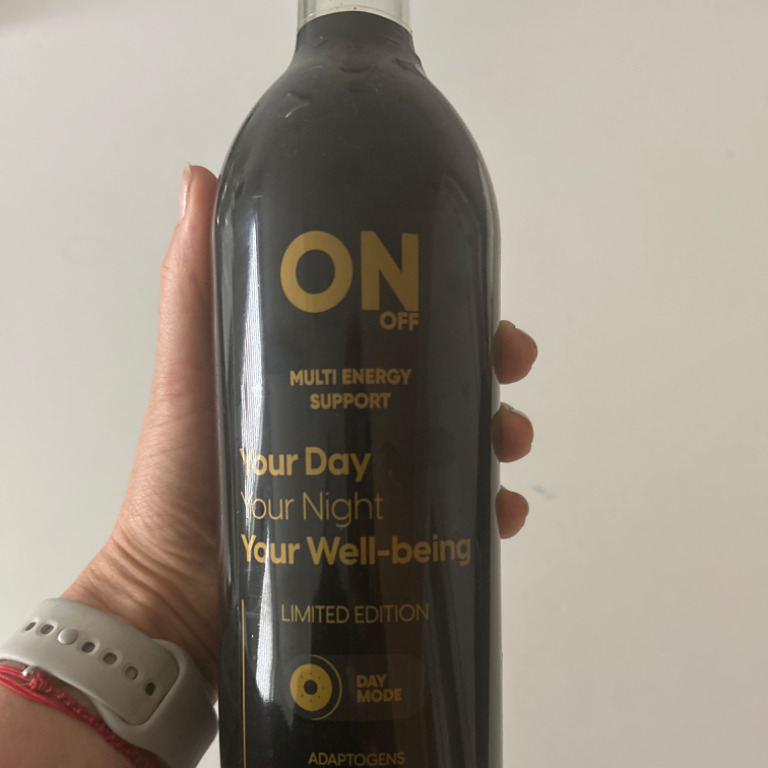 ON
OFF
MULTI ENERGY
SUPPORT
Your Day
Your Night
Your Well-being
LIMITED EDITION
DAY
MODE
ADAPTOGENS